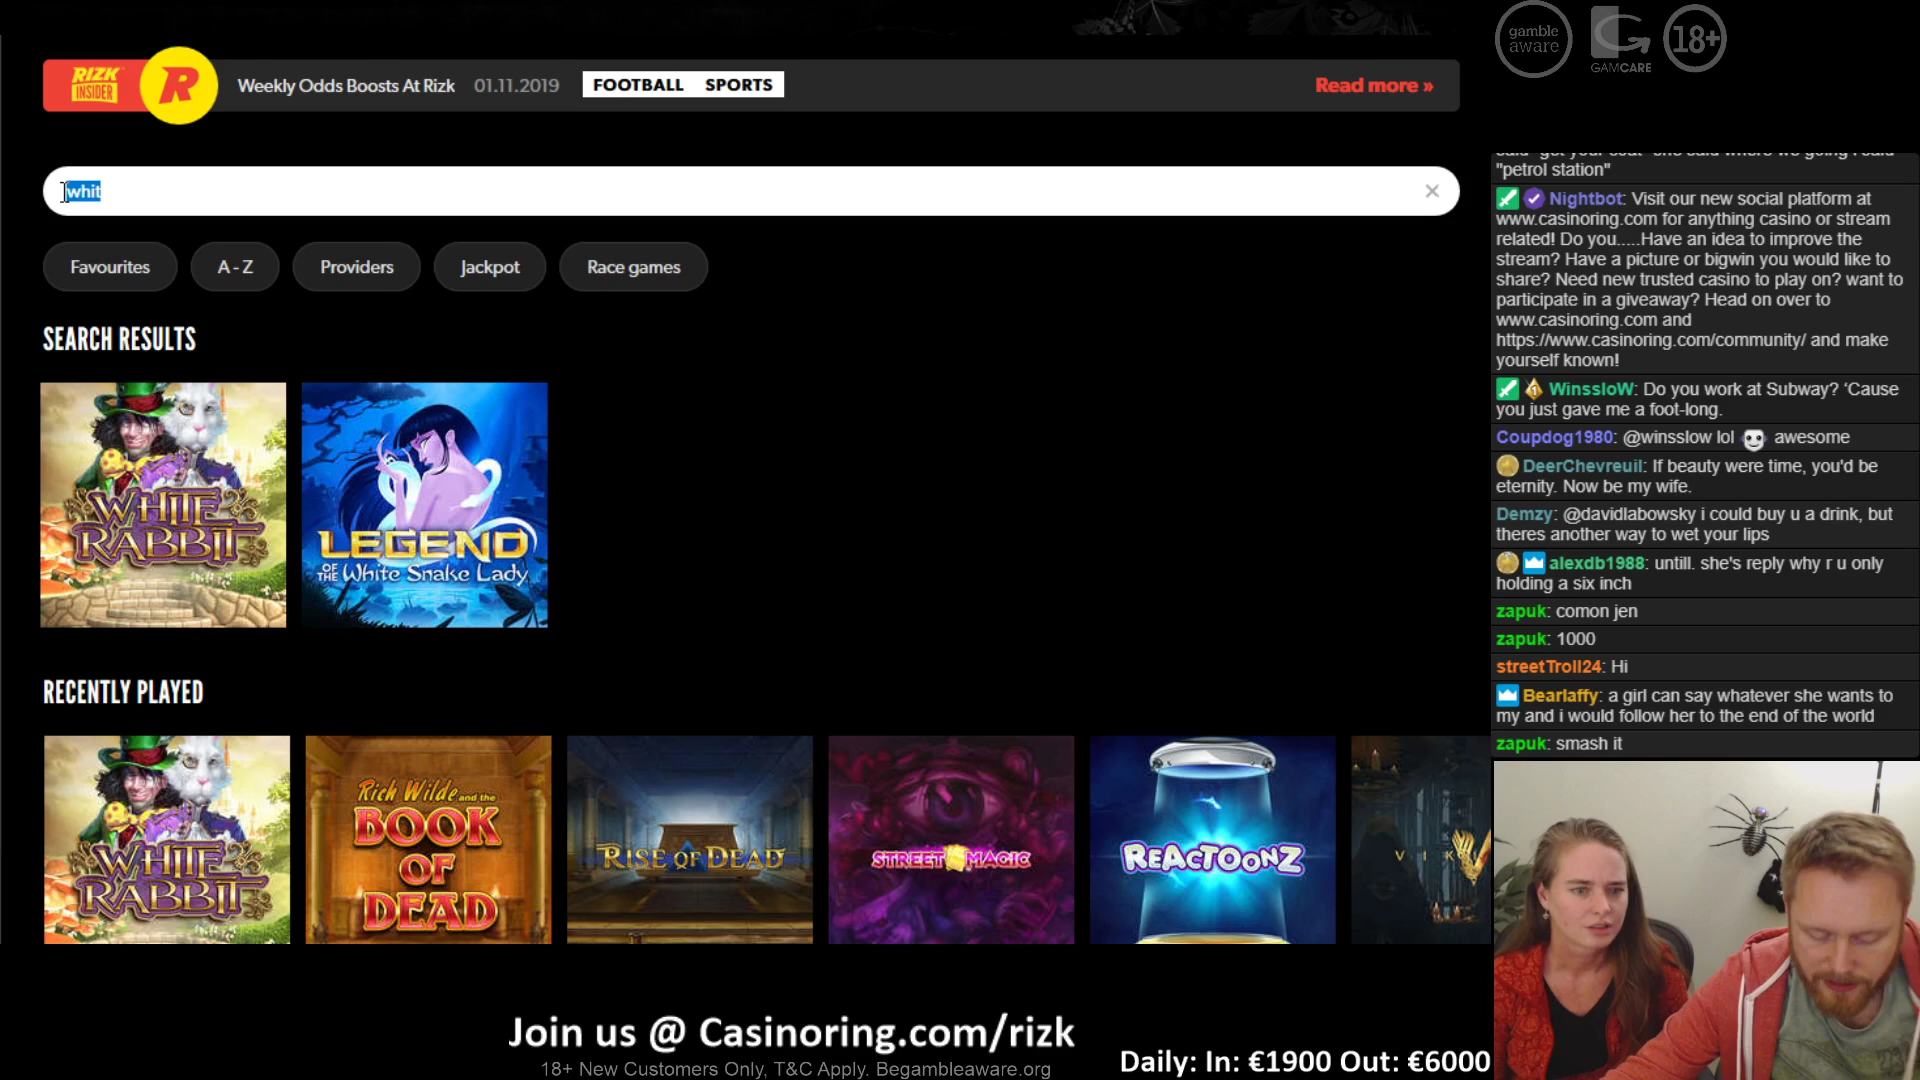 RIZK
INSIDER
R
Weekly Odds Boosts At Rizk 01.11.2019 FOOTBALL SPORTS Read more »
whit
Favourites A - Z Providers Jackpot Race games
SEARCH RESULTS
WHITE
RABBIT
LEGEND
OF THE White Snake Lady
RECENTLY PLAYED
WHITE
RABBIT
Rich Wilde and the
BOOK
OF
DEAD
RISE OF DEAD
STREET MAGIC
REACTOONZ
VIK
Join us @ Casinoring.com/rizk
18+ New Customers Only, T&C Apply. Begambleaware.org
Daily: In: €1900 Out: €6000
gamble
aware
G
GAMCARE
18+
"petrol station"
Nightbot: Visit our new social platform at
www.casinoring.com for anything casino or stream
related! Do you.....Have an idea to improve the
stream? Have a picture or bigwin you would like to
share? Need new trusted casino to play on? want to
participate in a giveaway? Head on over to
www.casinoring.com and
https://www.casinoring.com/community/ and make
yourself known!
1 WinssloW: Do you work at Subway? 'Cause
you just gave me a foot-long.
Coupdog1980: @winsslow lol awesome
DeerChevreuil: If beauty were time, you'd be
eternity. Now be my wife.
Demzy: @davidlabowsky i could buy u a drink, but
theres another way to wet your lips
alexdb1988: untill. she's reply why r u only
holding a six inch
zapuk: comon jen
zapuk: 1000
streetTroll24: Hi
Bearlaffy: a girl can say whatever she wants to
my and i would follow her to the end of the world
zapuk: smash it